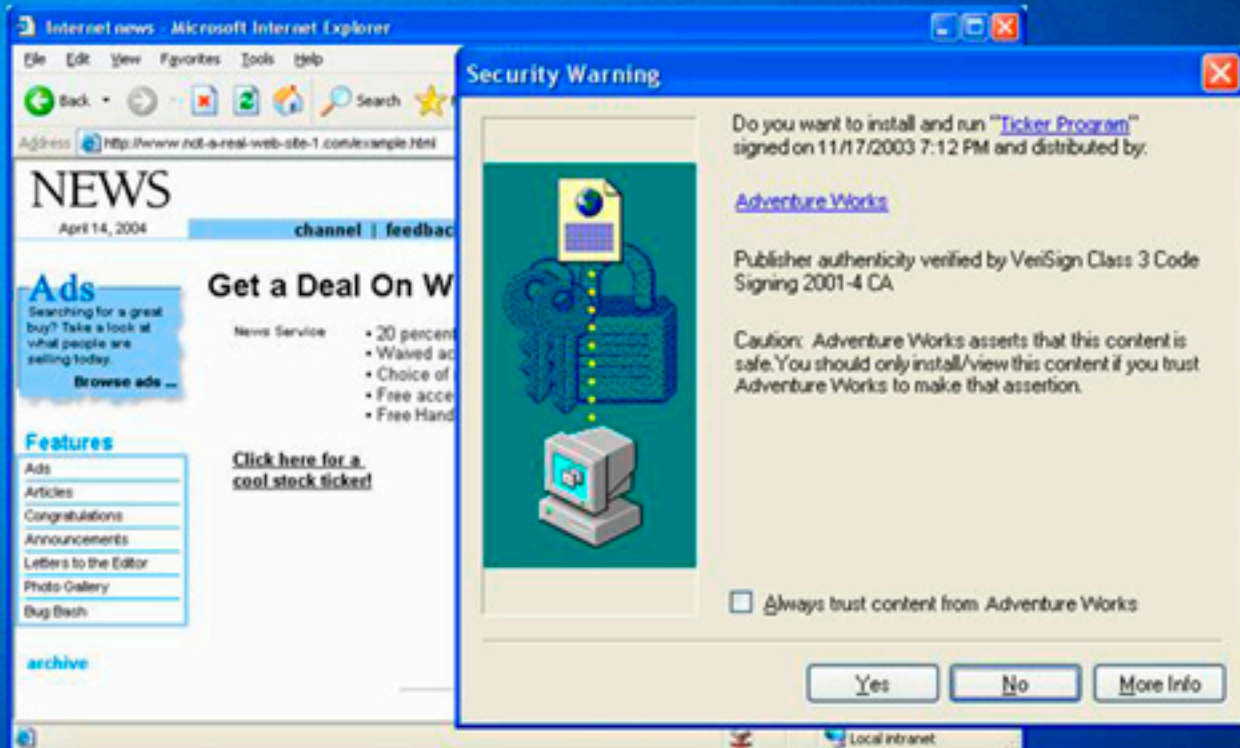 Internet news - Microsoft Internet Explorer
File Edit View Favorites Tools Help
Back Search
Address http://www.not-a-real-web-site-1.com/example.html
NEWS
April 14, 2004
channel | feedbac
Ads
Searching for a great
buy? Take a look at
what people are
selling today.
Browse ads ...
Get a Deal On W
News Service
• 20 percent
• Waived ac
• Choice of
• Free acce
• Free Hand
Click here for a
cool stock ticker!
Features
Ads
Articles
Congratulations
Announcements
Letters to the Editor
Photo Gallery
Bug Bash
archive
Local intranet
Security Warning
Do you want to install and run "Ticker Program"
signed on 11/17/2003 7:12 PM and distributed by:
Adventure Works
Publisher authenticity verified by VeriSign Class 3 Code
Signing 2001-4 CA
Caution: Adventure Works asserts that this content is
safe. You should only install/view this content if you trust
Adventure Works to make that assertion.
Always trust content from Adventure Works
Yes No More Info